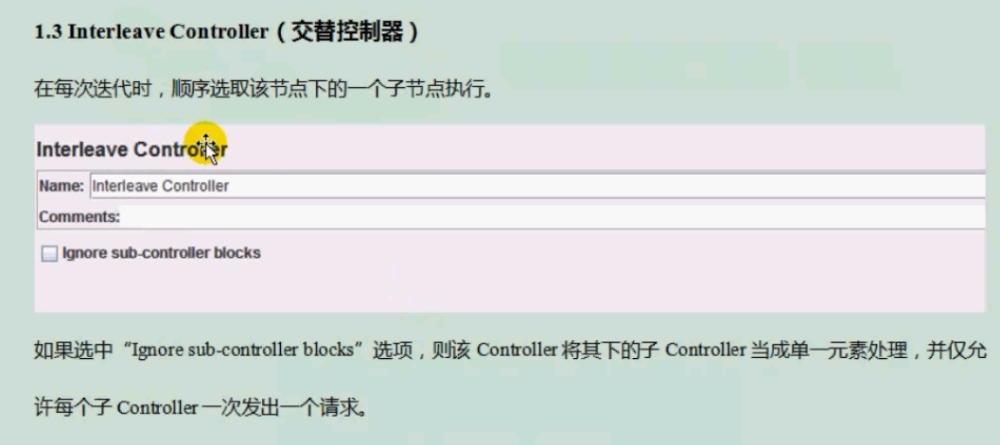 1.3 Interleave Controller（交替控制器）
在每次迭代时，顺序选取该节点下的一个子节点执行。
Interleave Controller
Name: Interleave Controller
Comments:
Ignore sub-controller blocks
如果选中“Ignore sub-controller blocks”选项，则该 Controller 将其下的子 Controller 当成单一元素处理，并仅允
许每个子 Controller 一次发出一个请求。